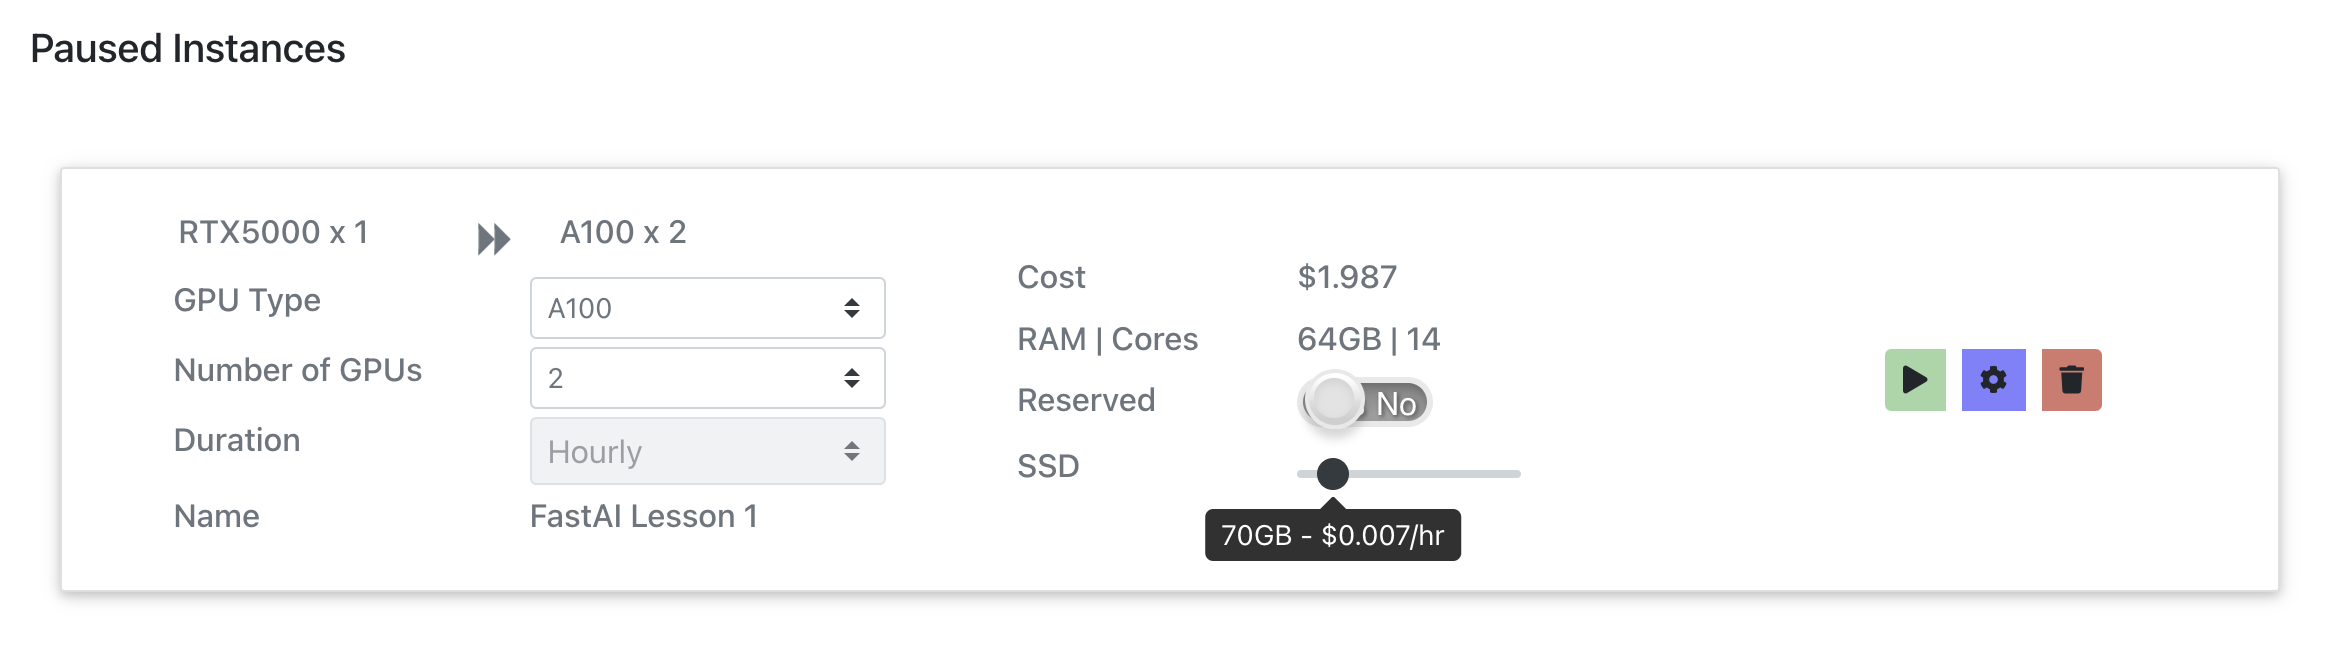 Paused Instances
RTX5000 x 1
A100 x 2
GPU Type
A100
Number of GPUs
2
Duration
Hourly
Name
FastAI Lesson 1
Cost
$1.987
RAM | Cores
64GB | 14
Reserved
No
SSD
70GB - $0.007/hr